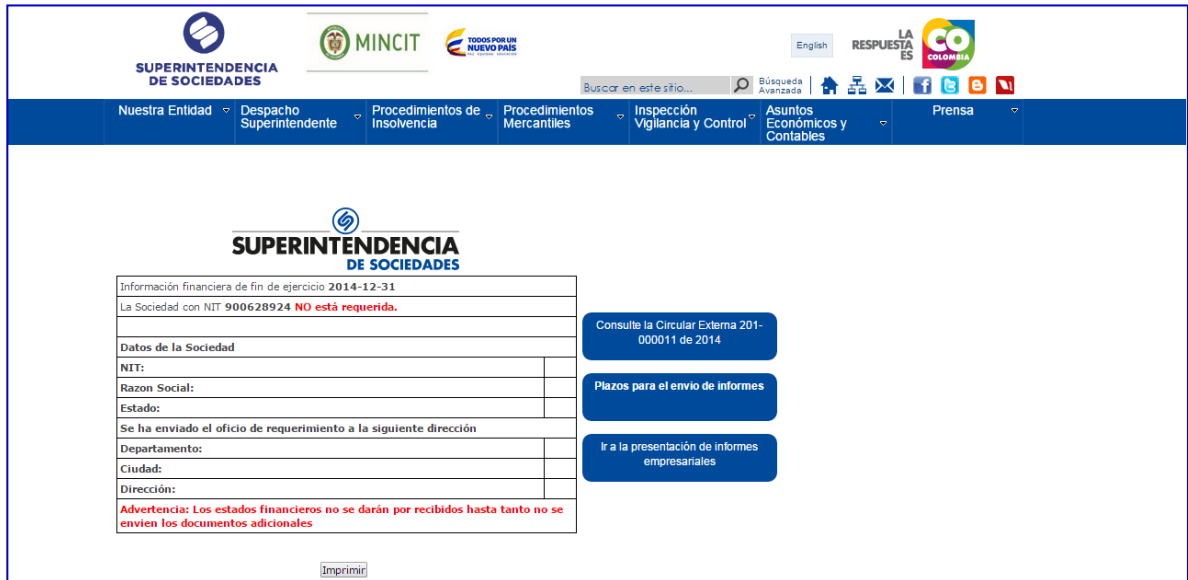 SUPERINTENDENCIA
DE SOCIEDADES
MINCIT
TODOS POR UN
NUEVO PAÍS
PAZ EQUIDAD EDUCACIÓN
English
LA
RESPUESTA
ES
CO
COLOMBIA
Buscar en este sitio...
Búsqueda
Avanzada
Nuestra Entidad
Despacho
Superintendente
Procedimientos de
Insolvencia
Procedimientos
Mercantiles
Inspección
Vigilancia y Control
Asuntos
Económicos y
Contables
Prensa
SUPERINTENDENCIA
DE SOCIEDADES
Información financiera de fin de ejercicio 2014-12-31
La Sociedad con NIT 900628924 NO está requerida.
Datos de la Sociedad
NIT:
Razon Social:
Estado:
Se ha enviado el oficio de requerimiento a la siguiente dirección
Departamento:
Ciudad:
Dirección:
Advertencia: Los estados financieros no se darán por recibidos hasta tanto no se
envien los documentos adicionales
Consulte la Circular Externa 201-
000011 de 2014
Plazos para el envio de informes
Ir a la presentación de informes
empresariales
Imprimir